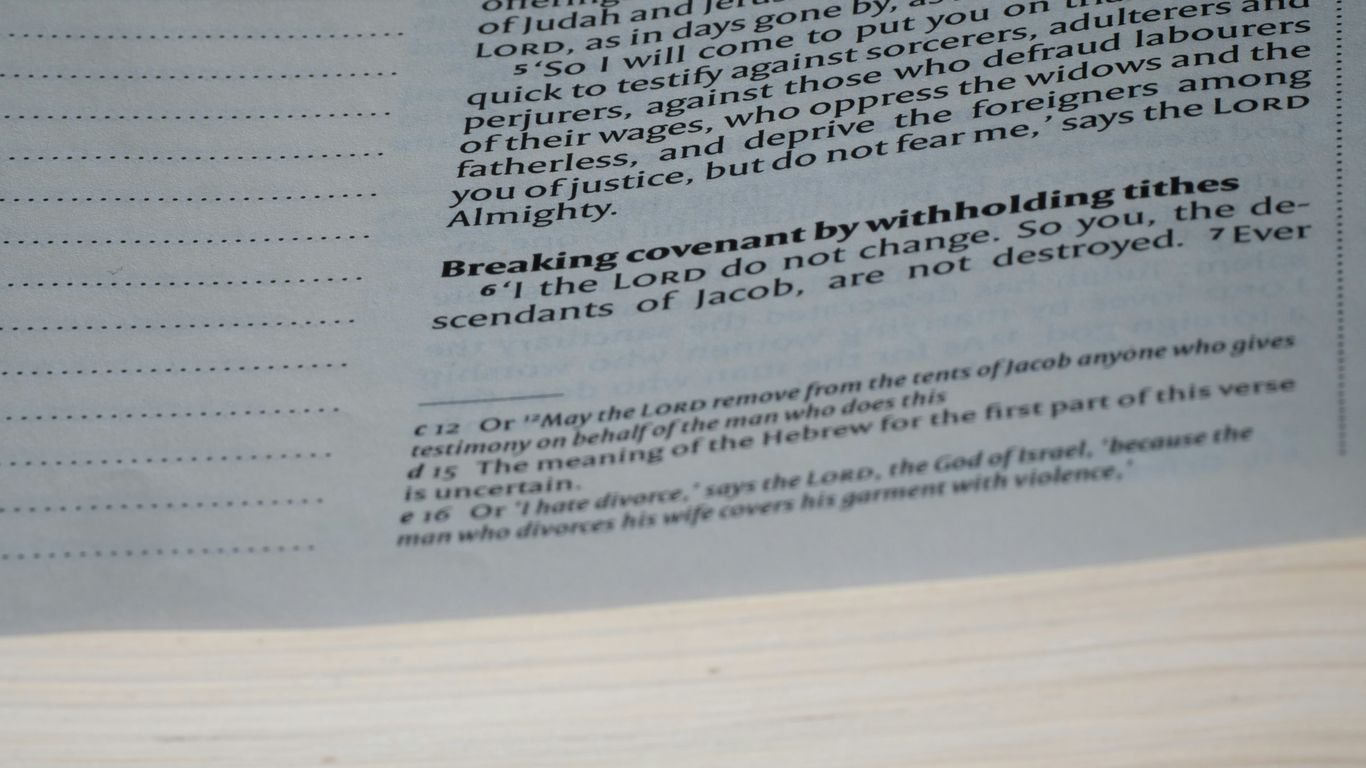 of Judah and
LORD, as in days gone by,
5 ‘So I will come to put you on
quick to testify against sorcerers, adulterers and
perjurers, against those who defraud labourers
of their wages, who oppress the widows and the
fatherless, and deprive the foreigners among
you of justice, but do not fear me,’ says the LORD
Almighty.
Breaking covenant by withholding tithes
6 ‘I the LORD do not change. So you, the de-
scendants of Jacob, are not destroyed. 7 Ever
c 12 Or 12May the LORD remove from the tents of Jacob anyone who gives
testimony on behalf of the man who does this
d 15 The meaning of the Hebrew for the first part of this verse
is uncertain.
e 16 Or ‘I hate divorce,’ says the LORD, the God of Israel, ‘because the
man who divorces his wife covers his garment with violence,’